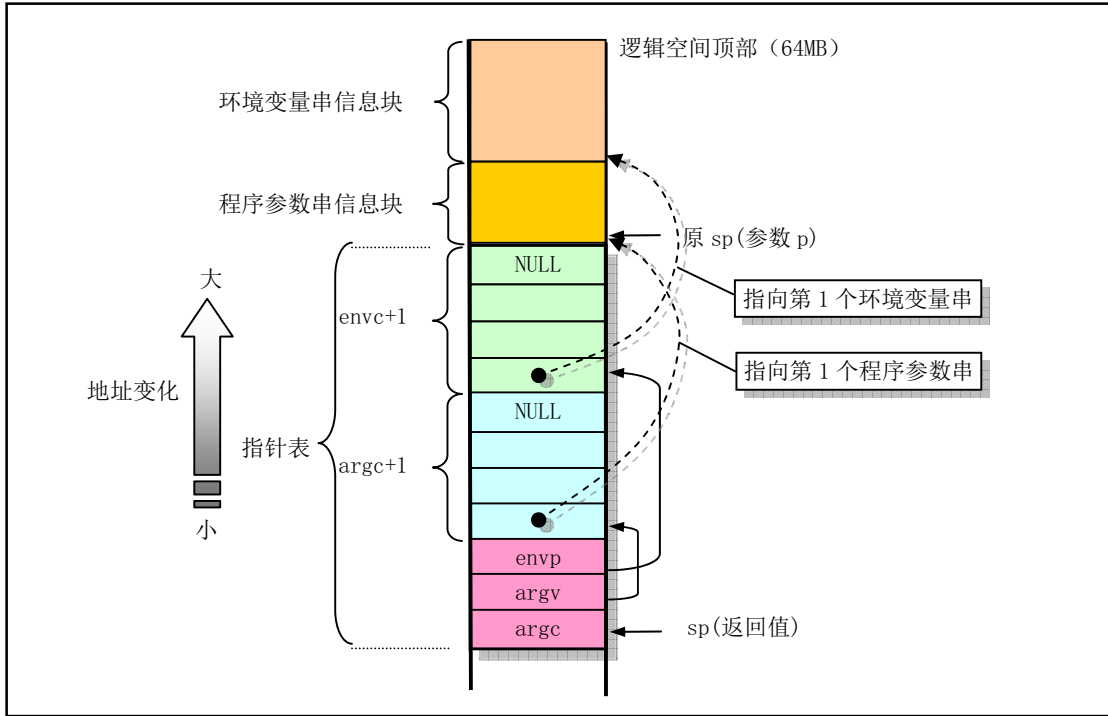 逻辑空间顶部（64MB）
环境变量串信息块
程序参数串信息块
原 sp(参数 p)
NULL
大
指向第 1 个环境变量串
envc+1
指向第 1 个程序参数串
地址变化
NULL
指针表
argc+1
小
envp
argv
argc
sp(返回值)